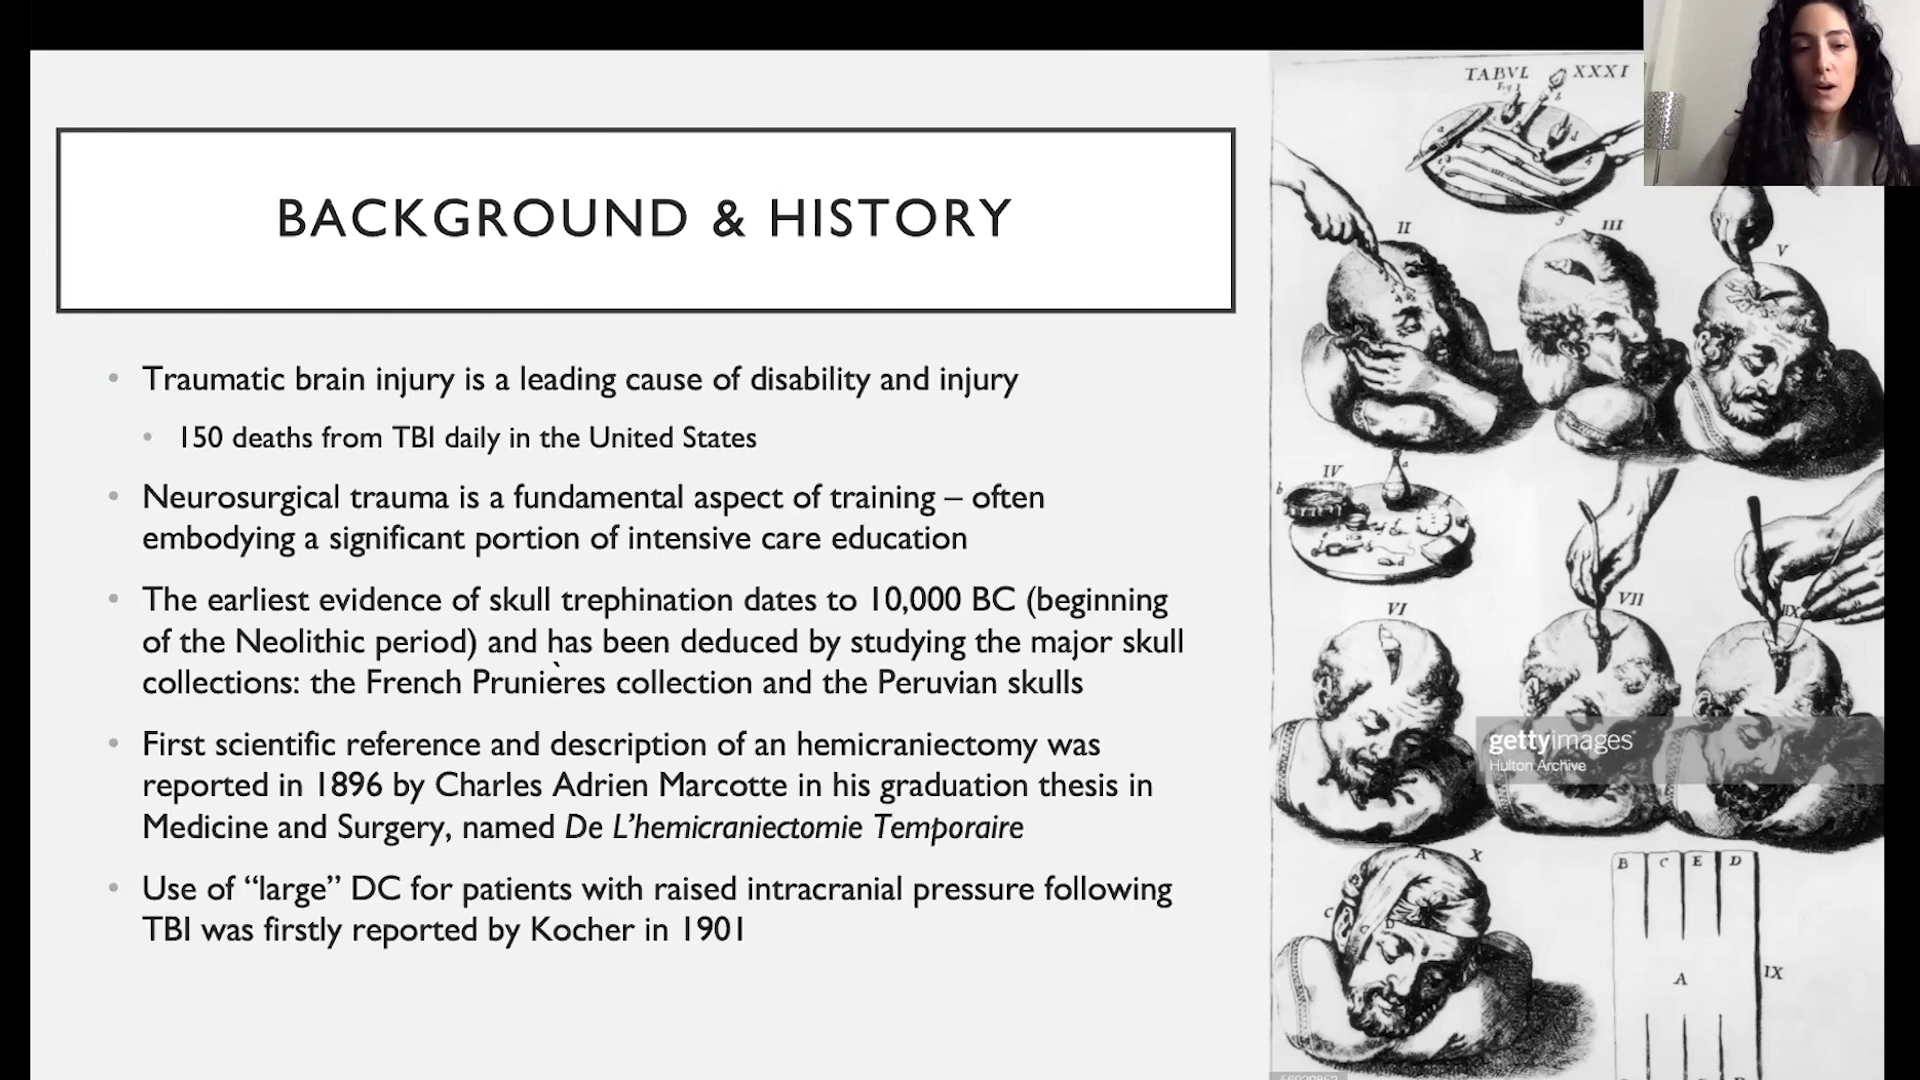 BACKGROUND & HISTORY
Traumatic brain injury is a leading cause of disability and injury
150 deaths from TBI daily in the United States
Neurosurgical trauma is a fundamental aspect of training – often
embodying a significant portion of intensive care education
The earliest evidence of skull trephination dates to 10,000 BC (beginning
of the Neolithic period) and has been deduced by studying the major skull
collections: the French Prunières collection and the Peruvian skulls
First scientific reference and description of an hemicraniectomy was
reported in 1896 by Charles Adrien Marcotte in his graduation thesis in
Medicine and Surgery, named De L’hemicraniectomie Temporaire
Use of “large” DC for patients with raised intracranial pressure following
TBI was firstly reported by Kocher in 1901
TABVL XXXI
II
III
V
IV
VI
VII
IIX
gettyimages
Hulton Archive
A
X
B C E D
A
IX